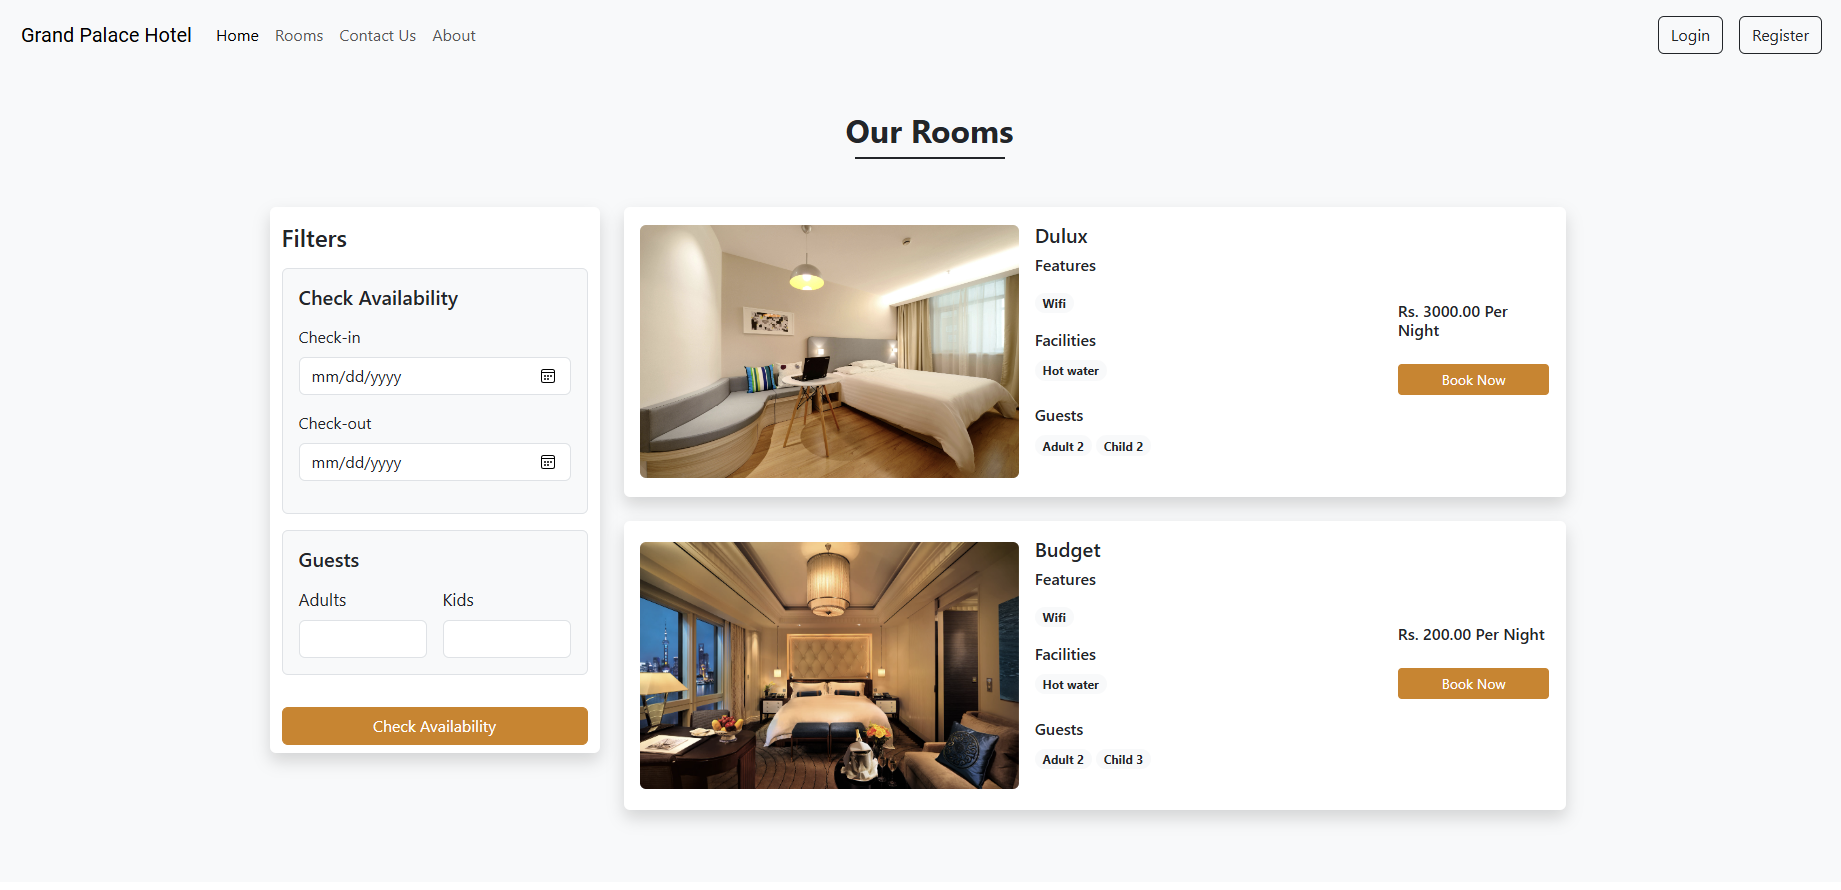 Grand Palace Hotel Home Rooms Contact Us About Login Register
Our Rooms
Filters
Check Availability
Check-in
mm/dd/yyyy
Check-out
mm/dd/yyyy
Guests
Adults Kids
Check Availability
Dulux
Features
Wifi
Facilities
Hot water
Guests
Adult 2 Child 2
Rs. 3000.00 Per
Night
Book Now
Budget
Features
Wifi
Facilities
Hot water
Guests
Adult 2 Child 3
Rs. 200.00 Per Night
Book Now